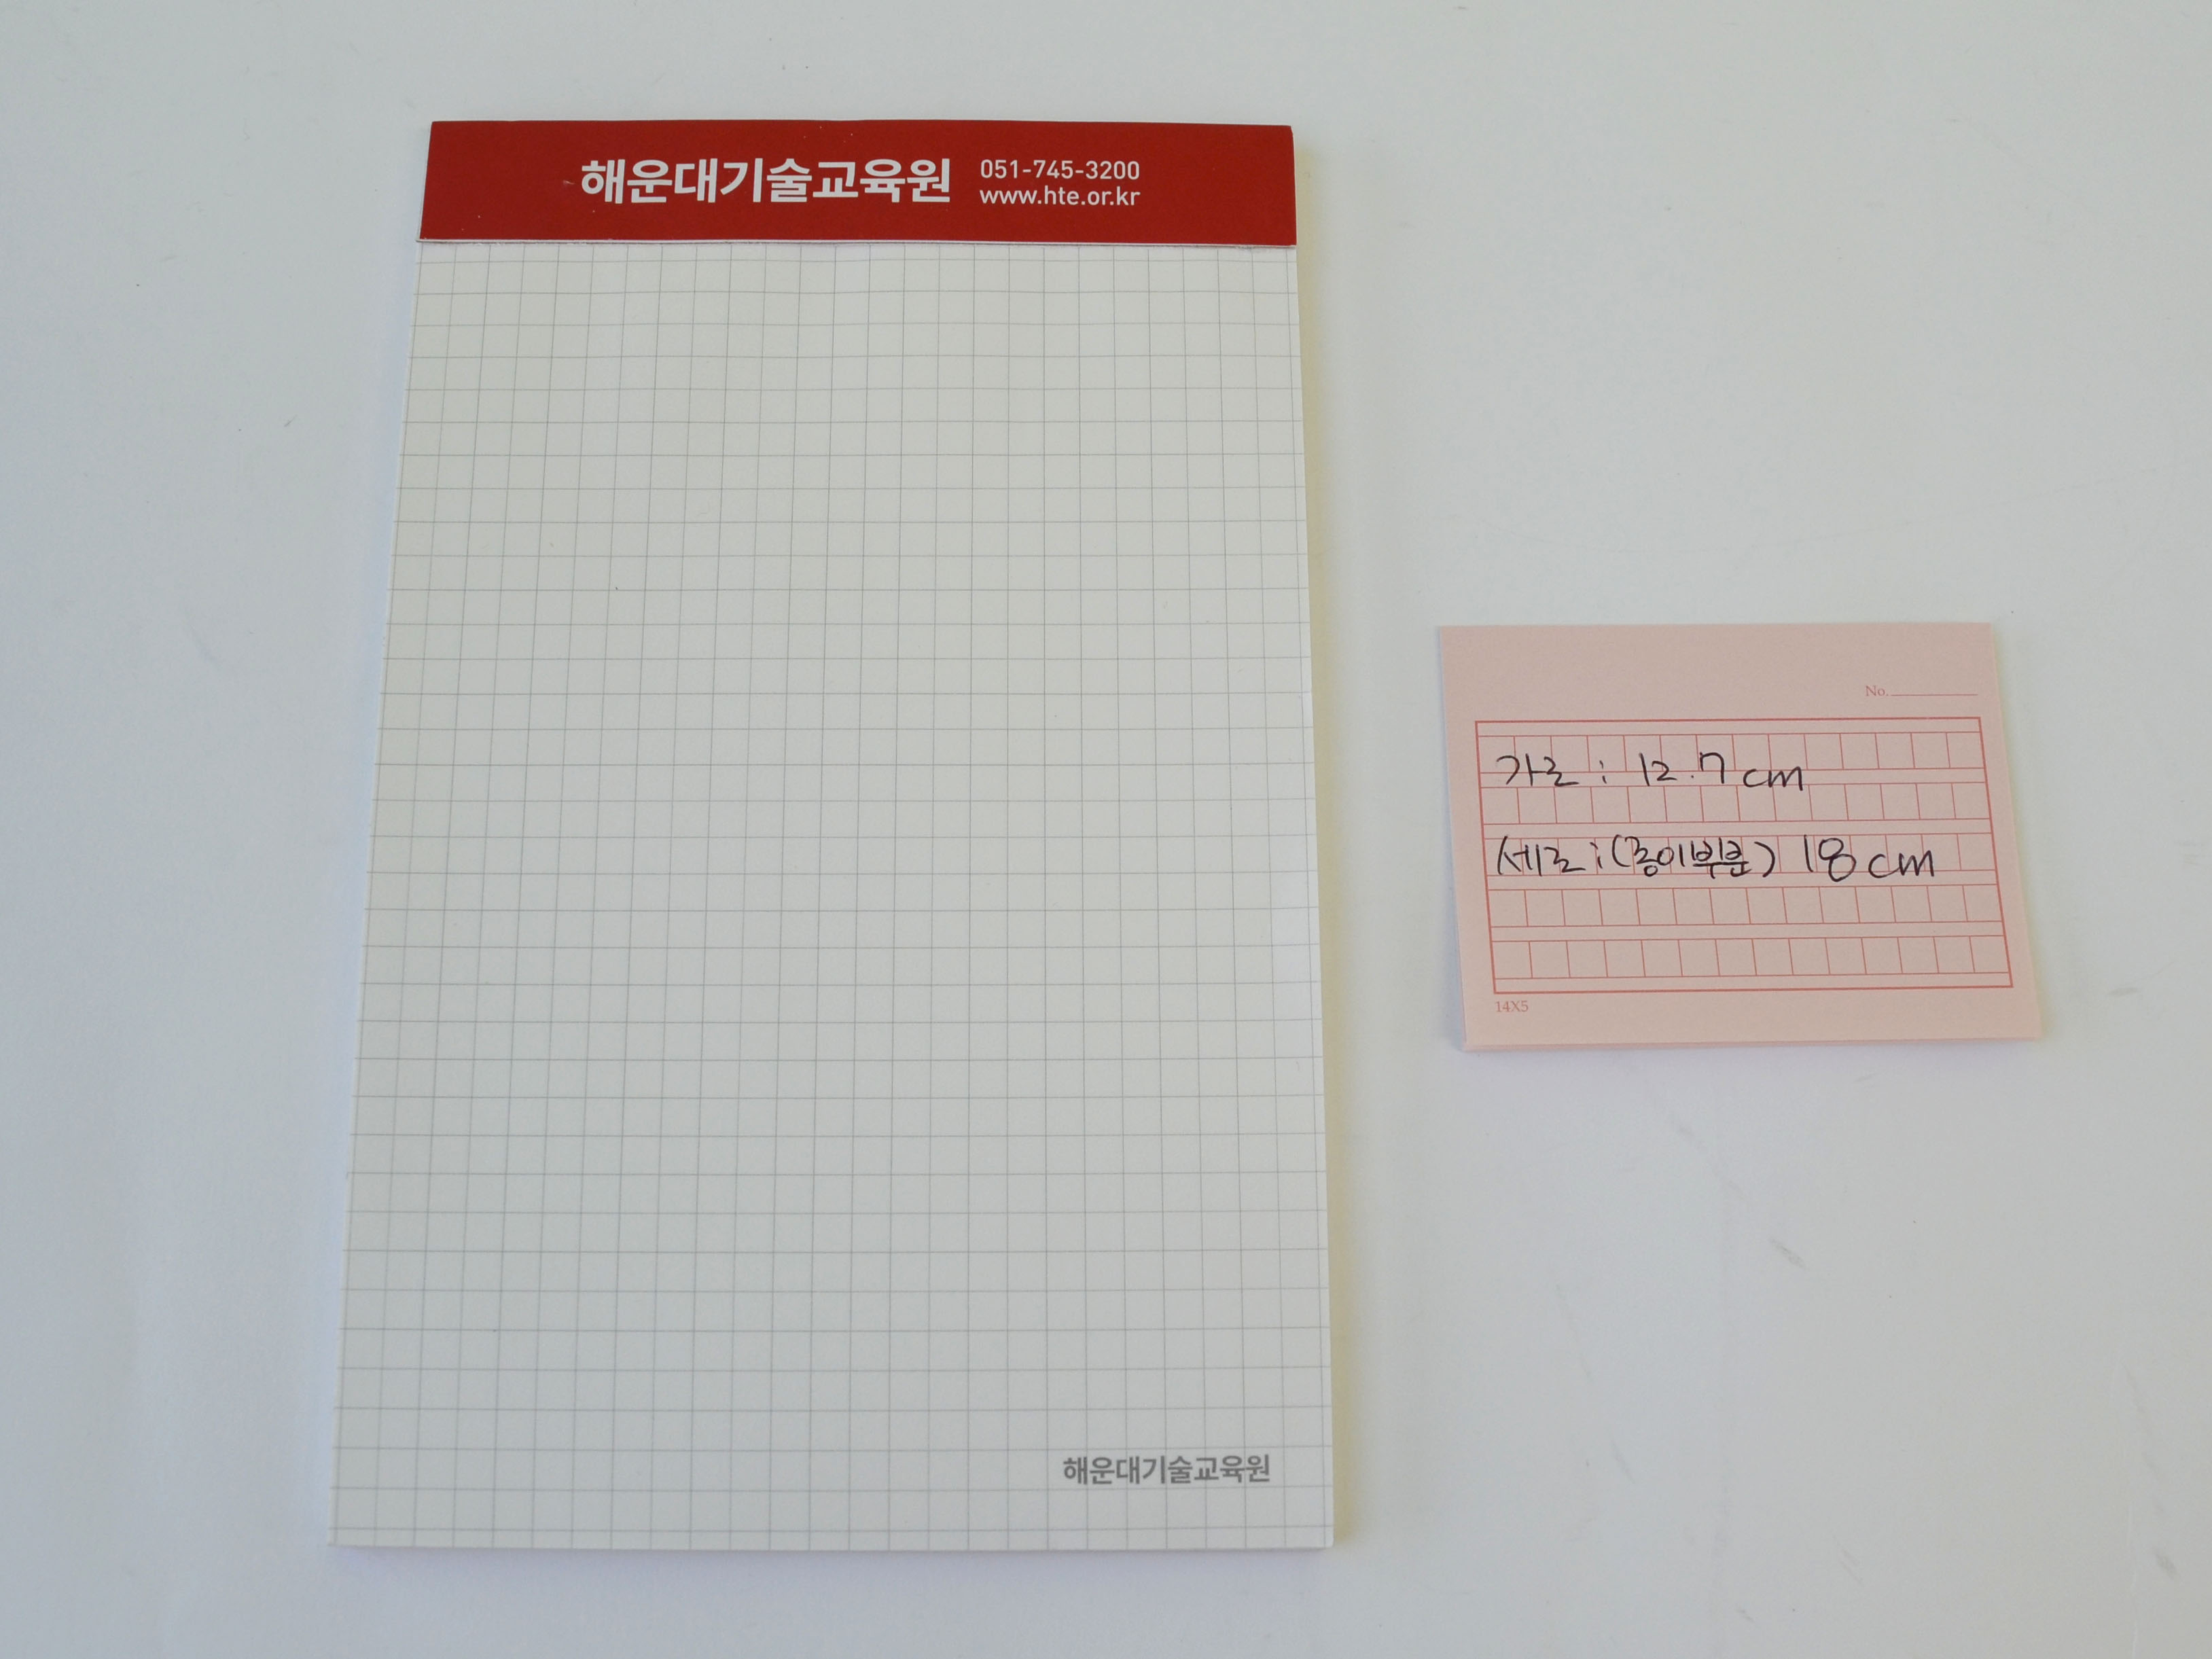 해운대기술교육원
051-745-3200
www.hte.or.kr
No.
가로 : 12.7cm
세로 : (종이부분) 18cm
14X5
해운대기술교육원